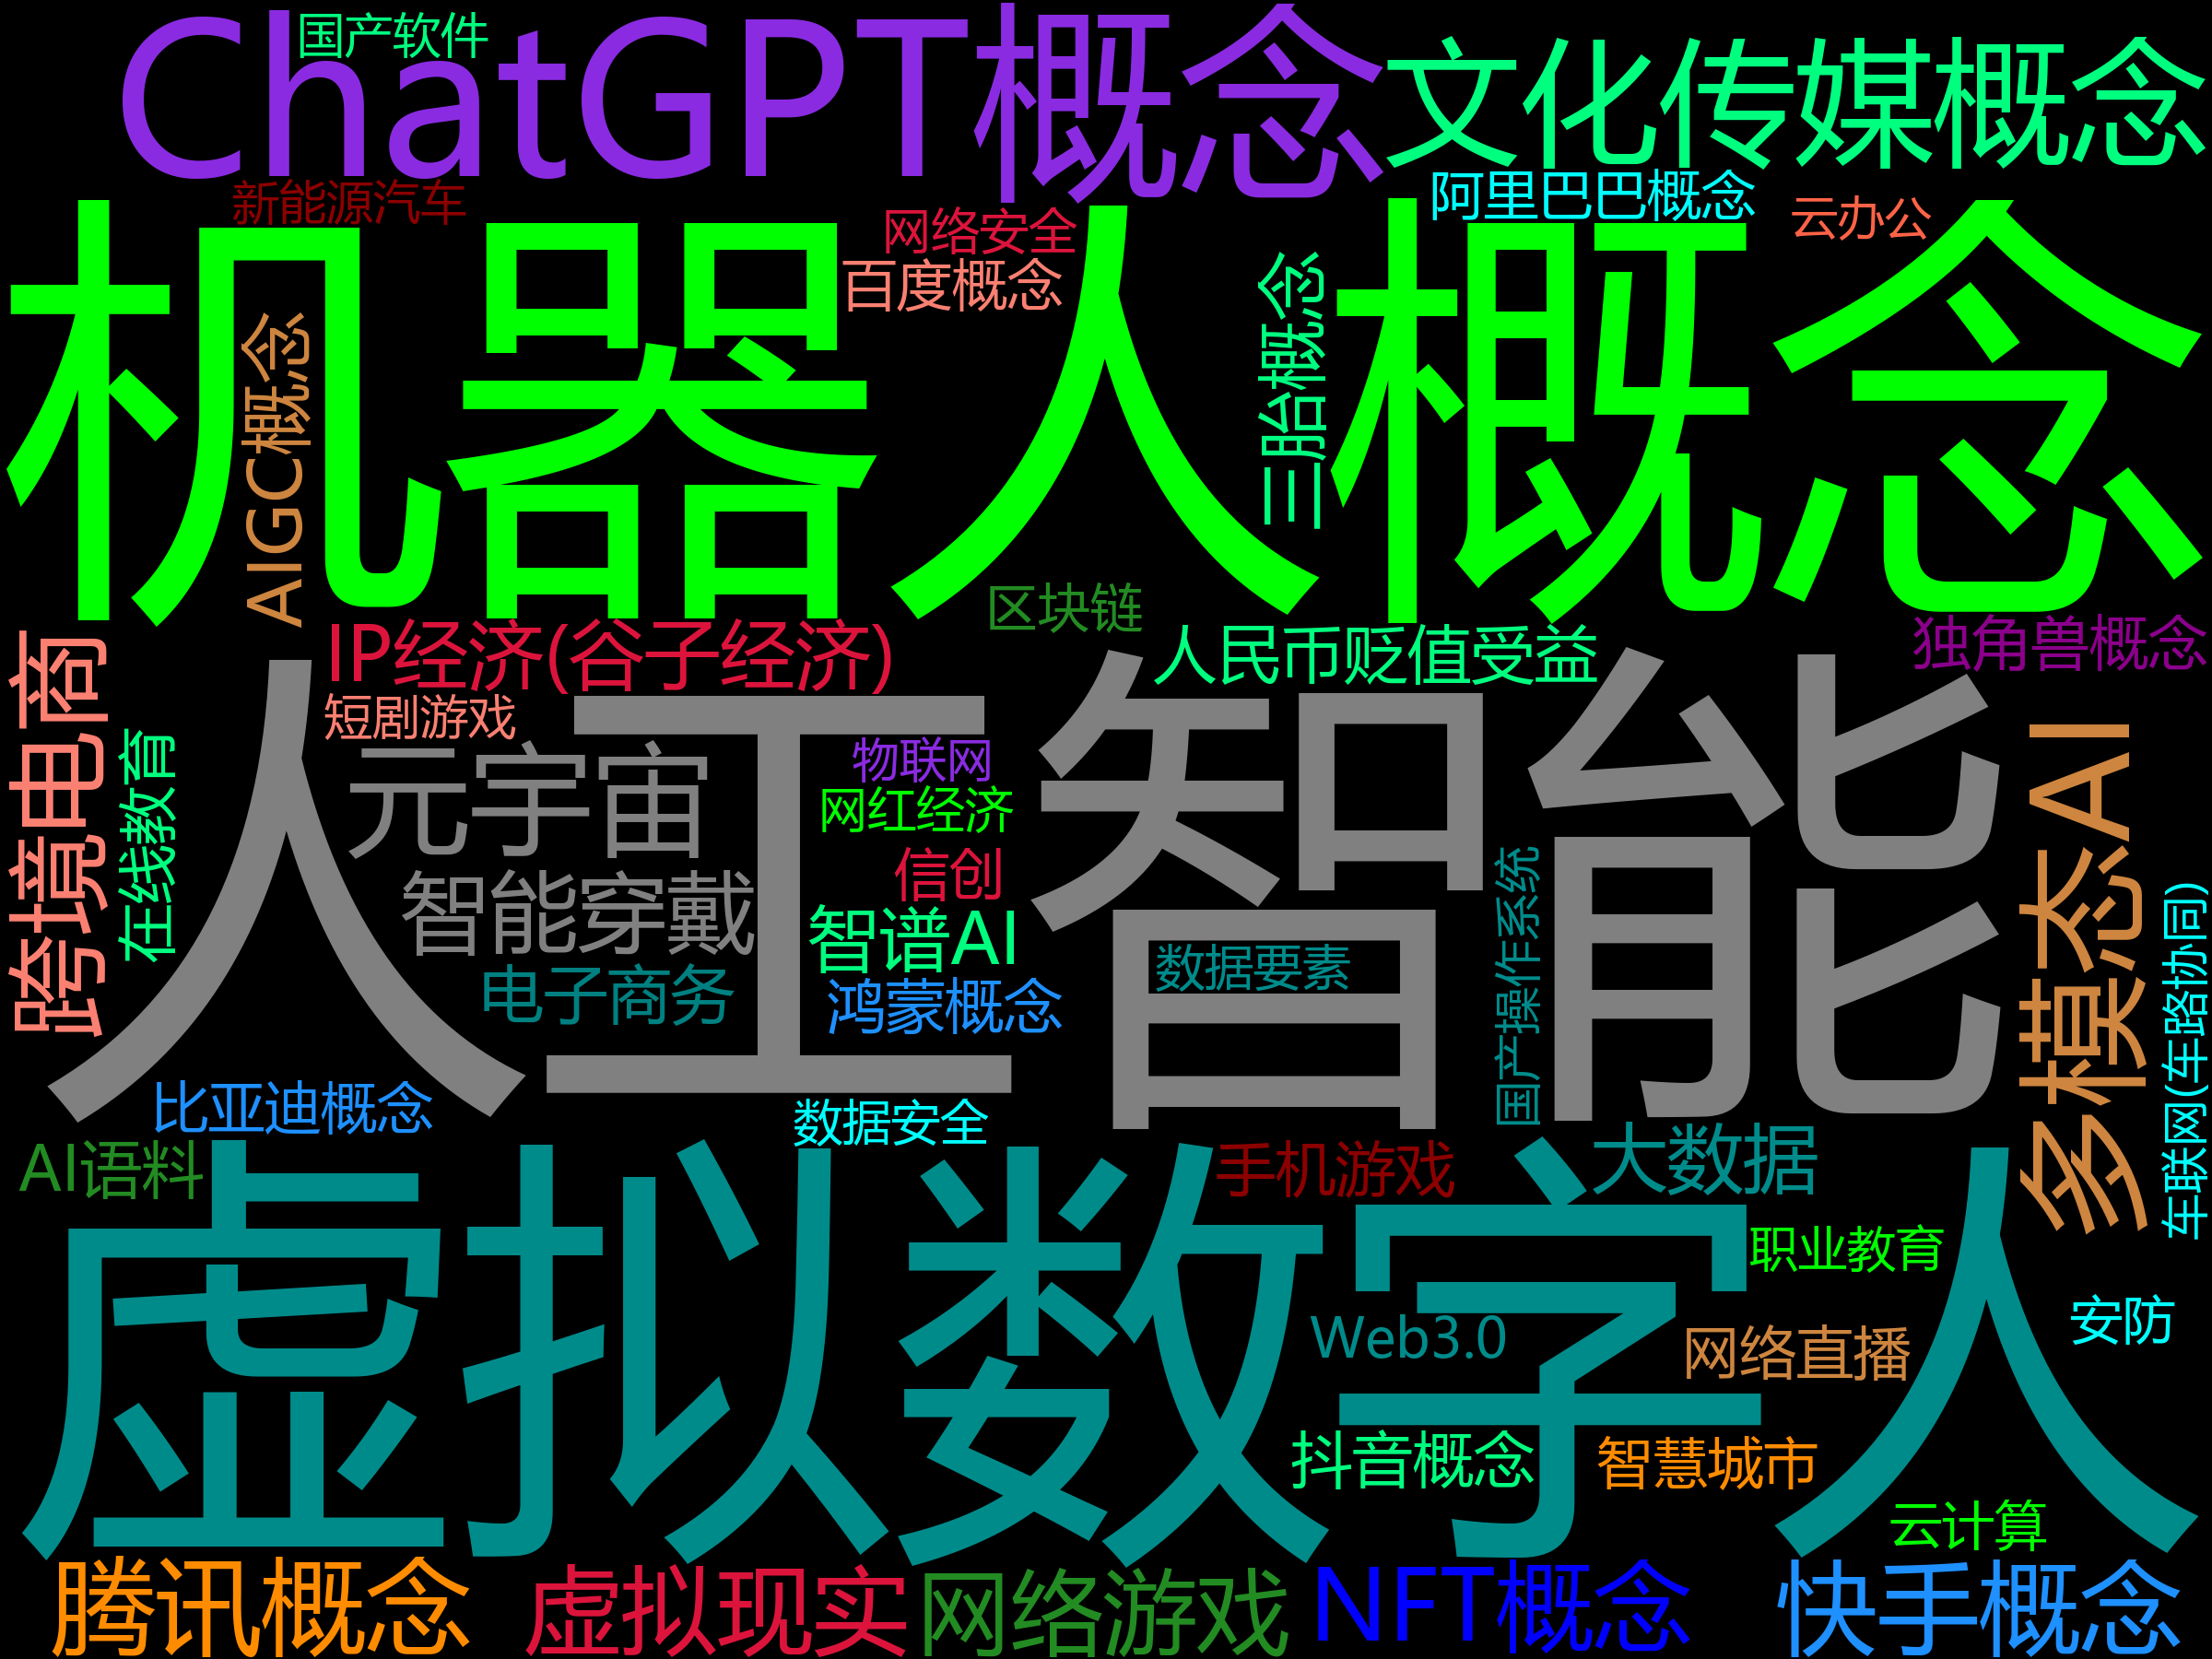 国产软件
ChatGPT概念
文化传媒概念
新能源汽车
网络安全
阿里巴巴概念
云办公
百度概念
机器人概念
AIGC概念
三胎概念
区块链
IP经济(谷子经济)
人民币贬值受益
独角兽概念
跨境电商
在线教育
短剧游戏
元宇宙
物联网
网红经济
人工智能
智能穿戴
信创
智谱AI
电子商务
鸿蒙概念
数据要素
国产操作系统
多模态AI
车联网(车路协同)
比亚迪概念
数据安全
AI语料
手机游戏
大数据
虚拟数字人
职业教育
安防
Web3.0
网络直播
抖音概念
智慧城市
云计算
腾讯概念
虚拟现实
网络游戏
NFT概念
快手概念